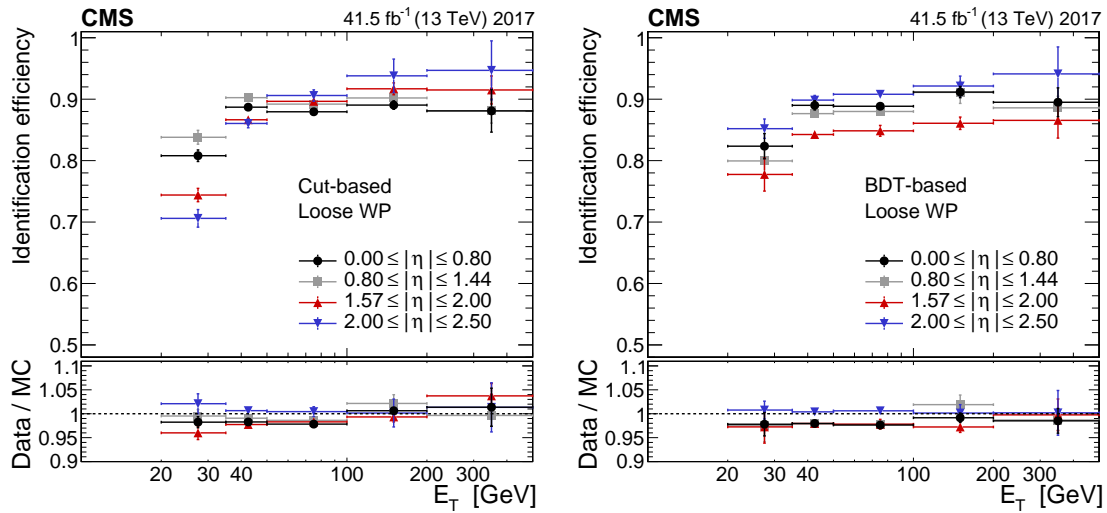 CMS 41.5 fb⁻¹ (13 TeV) 2017
Identification efficiency
1
0.9
0.8
0.7
0.6
0.5
Cut-based
Loose WP
0.00 ≤ | η | ≤ 0.80
0.80 ≤ | η | ≤ 1.44
1.57 ≤ | η | ≤ 2.00
2.00 ≤ | η | ≤ 2.50
Data / MC
1.1
1.05
1
0.95
0.9
20 30 40 100 200 300
E_T [GeV]
CMS 41.5 fb⁻¹ (13 TeV) 2017
Identification efficiency
1
0.9
0.8
0.7
0.6
0.5
BDT-based
Loose WP
0.00 ≤ | η | ≤ 0.80
0.80 ≤ | η | ≤ 1.44
1.57 ≤ | η | ≤ 2.00
2.00 ≤ | η | ≤ 2.50
Data / MC
1.1
1.05
1
0.95
0.9
20 30 40 100 200 300
E_T [GeV]